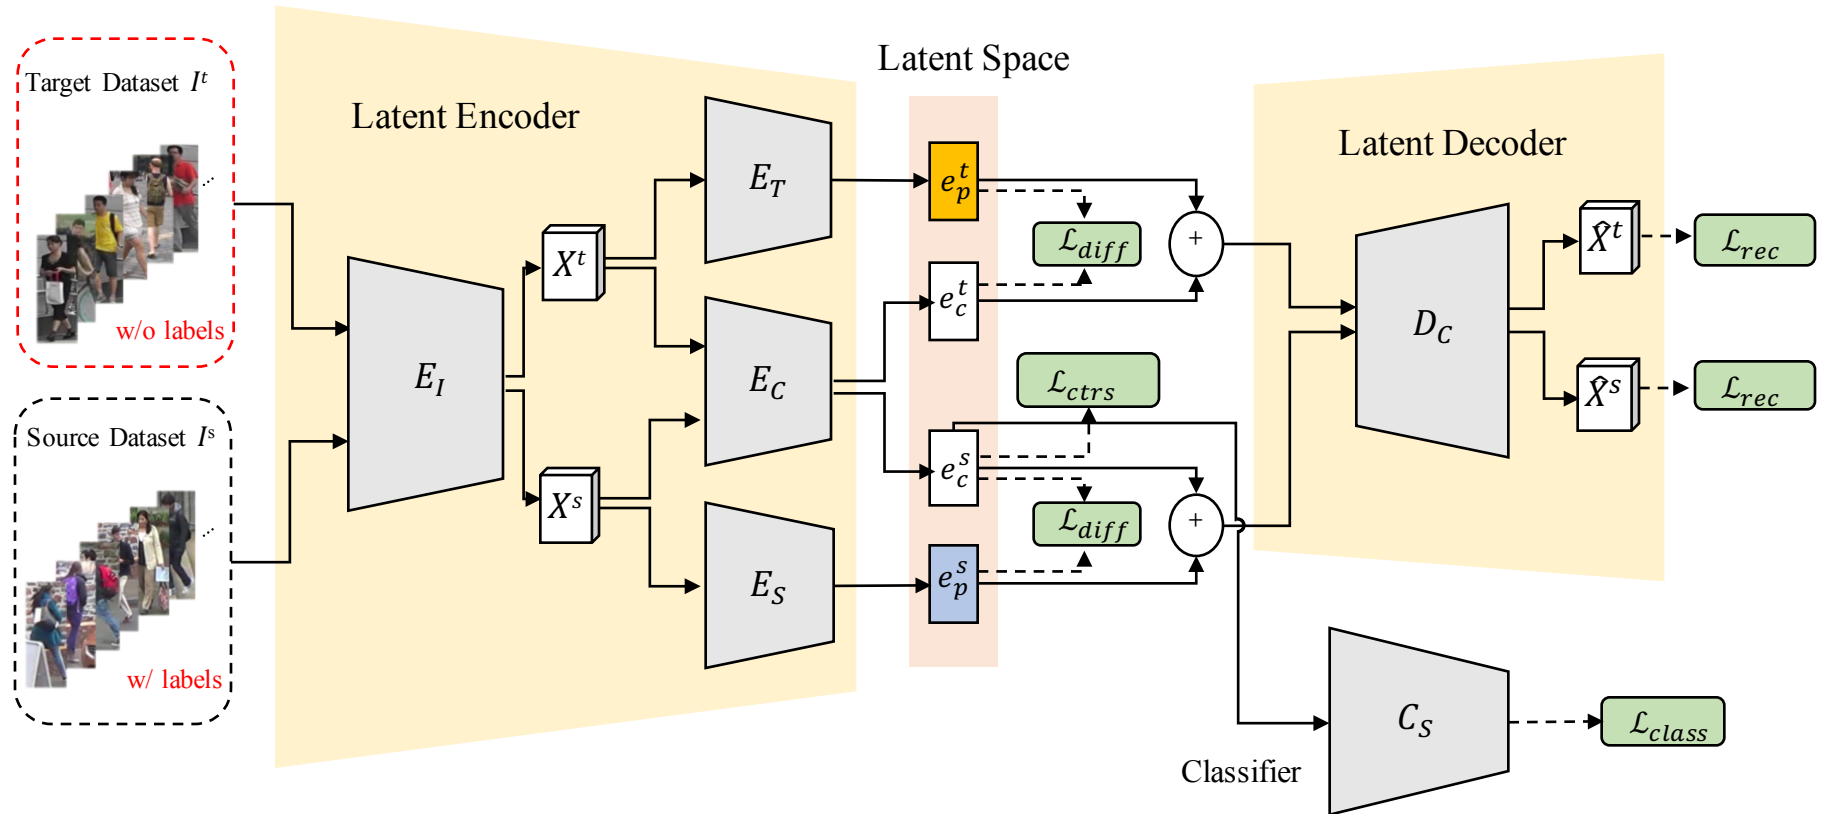 Target Dataset I^t
w/o labels
Source Dataset I^s
w/ labels
Latent Encoder
E_I
X^t
X^s
E_T
E_C
E_S
Latent Space
e_p^t
e_c^t
e_c^s
e_p^s
ℒ_diff
ℒ_ctrs
ℒ_diff
+
+
Latent Decoder
D_C
X̂^t
X̂^s
ℒ_rec
ℒ_rec
Classifier
C_S
ℒ_class